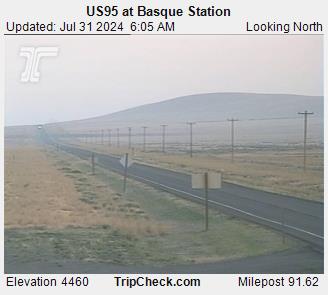 US95 at Basque Station
Updated: Jul 31 2024 6:05 AM Looking North
Elevation 4460 TripCheck.com Milepost 91.62